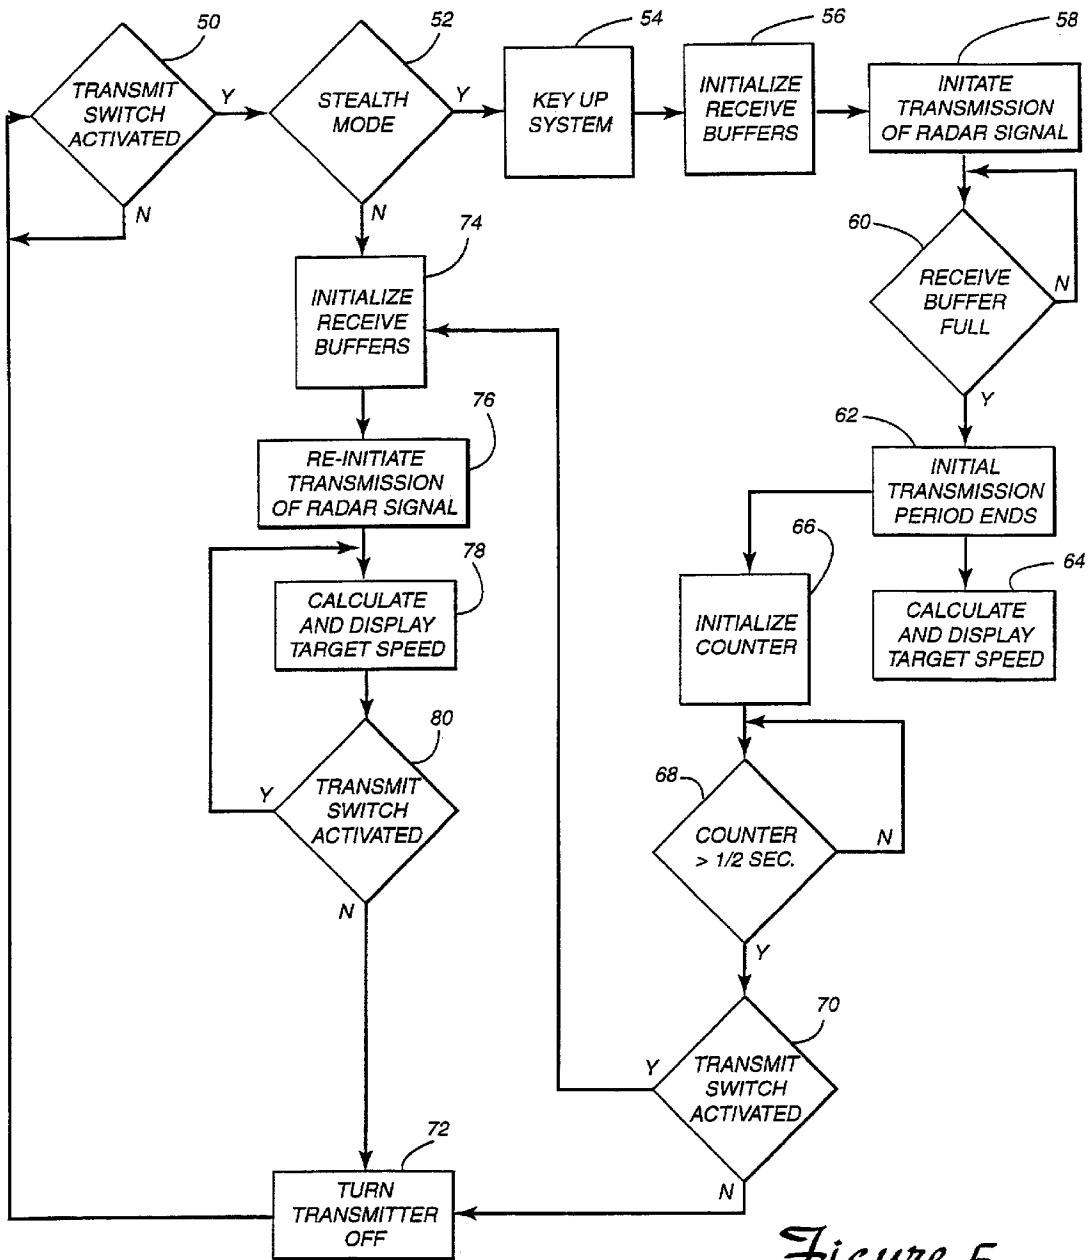 50
TRANSMIT
SWITCH
ACTIVATED
Y
N
52
STEALTH
MODE
Y
N
54
KEY UP
SYSTEM
56
INITIALIZE
RECEIVE
BUFFERS
58
INITATE
TRANSMISSION
OF RADAR SIGNAL
60
RECEIVE
BUFFER
FULL
N
Y
62
INITIAL
TRANSMISSION
PERIOD ENDS
64
CALCULATE
AND DISPLAY
TARGET SPEED
66
INITIALIZE
COUNTER
68
COUNTER
> 1/2 SEC.
N
Y
70
TRANSMIT
SWITCH
ACTIVATED
Y
N
74
INITIALIZE
RECEIVE
BUFFERS
76
RE-INITIATE
TRANSMISSION
OF RADAR SIGNAL
78
CALCULATE
AND DISPLAY
TARGET SPEED
80
TRANSMIT
SWITCH
ACTIVATED
Y
N
72
TURN
TRANSMITTER
OFF
Figure 5